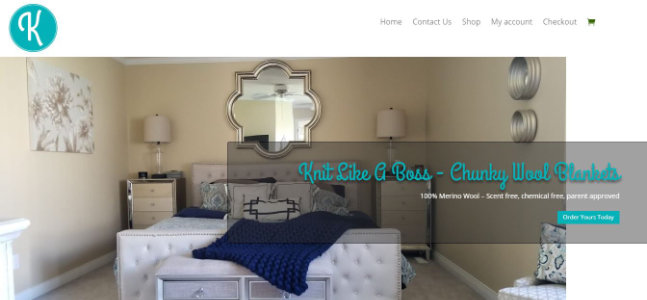 K
Home Contact Us Shop My account Checkout
Knit Like A Boss - Chunky Wool Blankets
100% Merino Wool – Scent free, chemical free, parent approved
Order Yours Today